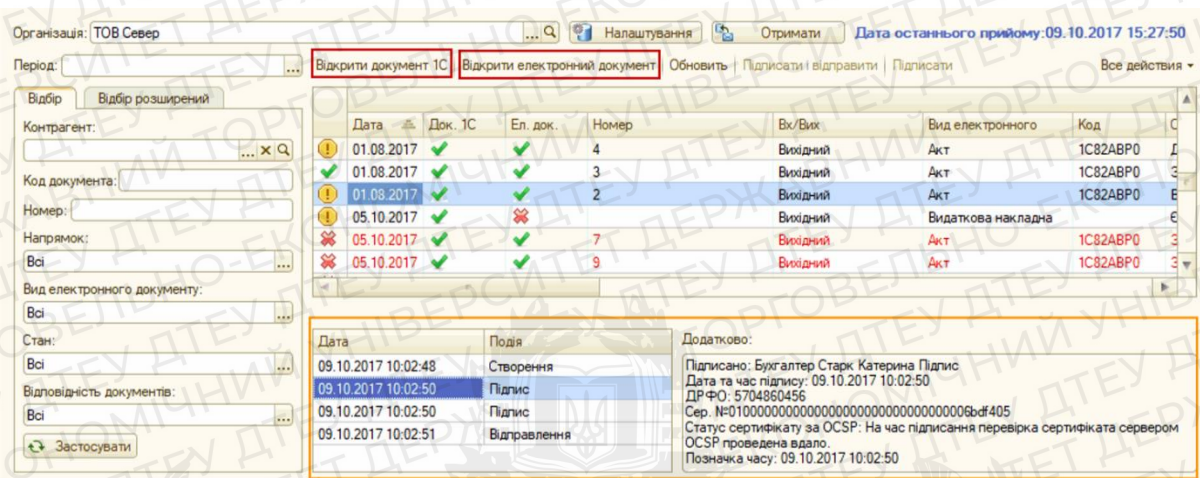 Організація: ТОВ Север ... Налаштування Отримати Дата останнього прийому:09.10.2017 15:27:50
Період: ... Відкрити документ 1С Відкрити електронний документ Обновить Підписати і відправити Підписати Все действия
Відбір Відбір розширений
Контрагент:
... x
Код документа:
Номер:
Напрямок:
Всі ...
Вид електронного документу:
Всі ...
Стан:
Всі ...
Відповідність документів:
Всі ...
Застосувати
Дата Док. 1С Ел. док. Номер Вх/Вих Вид електронного Код С
01.08.2017 4 Вихідний Акт 1C82ABP0
01.08.2017 3 Вихідний Акт 1C82ABP0 З
01.08.2017 2 Вихідний Акт 1C82ABP0
05.10.2017 Вихідний Видаткова накладна Є
05.10.2017 7 Вихідний Акт 1C82ABP0 З
05.10.2017 9 Вихідний Акт 1C82ABP0 З
Дата Подія
09.10.2017 10:02:48 Створення
09.10.2017 10:02:50 Підпис
09.10.2017 10:02:50 Підпис
09.10.2017 10:02:51 Відправлення
Додатково:
Підписано: Бухгалтер Старк Катерина Підпис
Дата та час підпису: 09.10.2017 10:02:50
ДРФО: 5704860456
Статус сертифікату за OCSP: На час підписання перевірка сертифіката сервером
OCSP проведена вдало.
Позначка часу: 09.10.2017 10:02:50